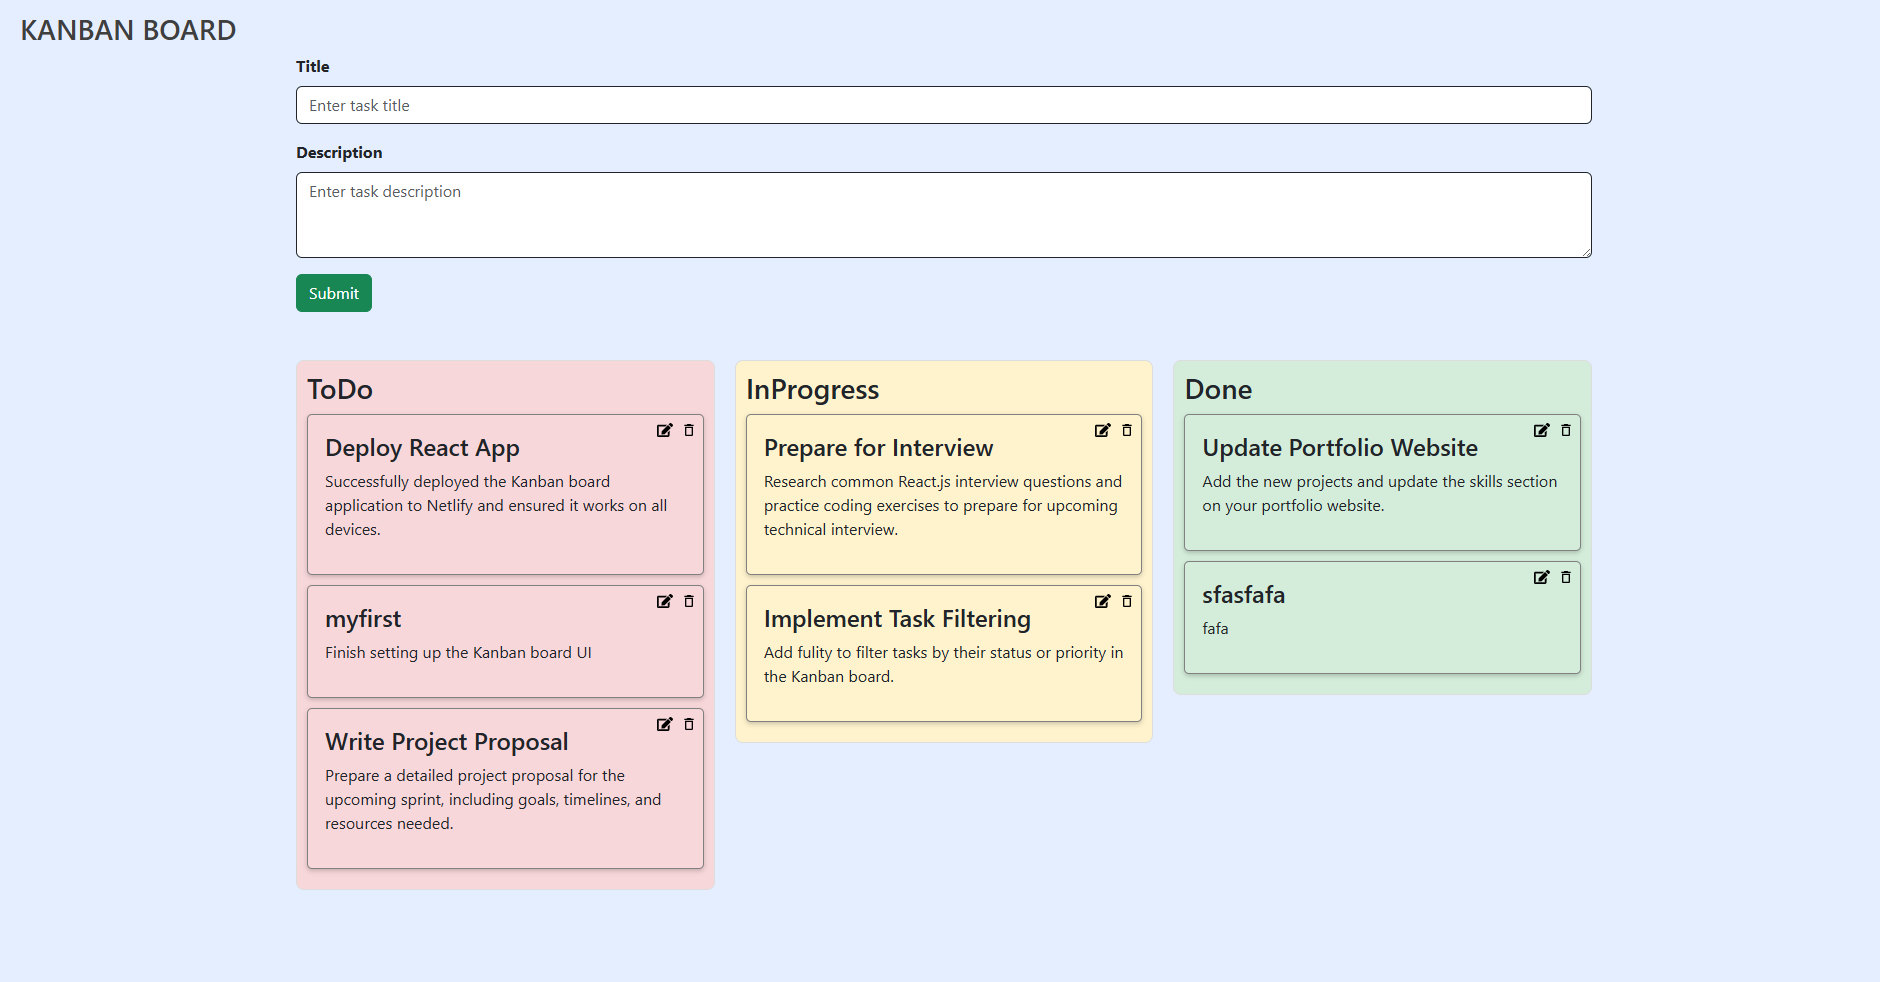 KANBAN BOARD
Title
Enter task title
Description
Enter task description
Submit
ToDo
Deploy React App
Successfully deployed the Kanban board
application to Netlify and ensured it works on all
devices.
myfirst
Finish setting up the Kanban board UI
Write Project Proposal
Prepare a detailed project proposal for the
upcoming sprint, including goals, timelines, and
resources needed.
InProgress
Prepare for Interview
Research common React.js interview questions and
practice coding exercises to prepare for upcoming
technical interview.
Implement Task Filtering
Add fulity to filter tasks by their status or priority in
the Kanban board.
Done
Update Portfolio Website
Add the new projects and update the skills section
on your portfolio website.
sfasfafa
fafa